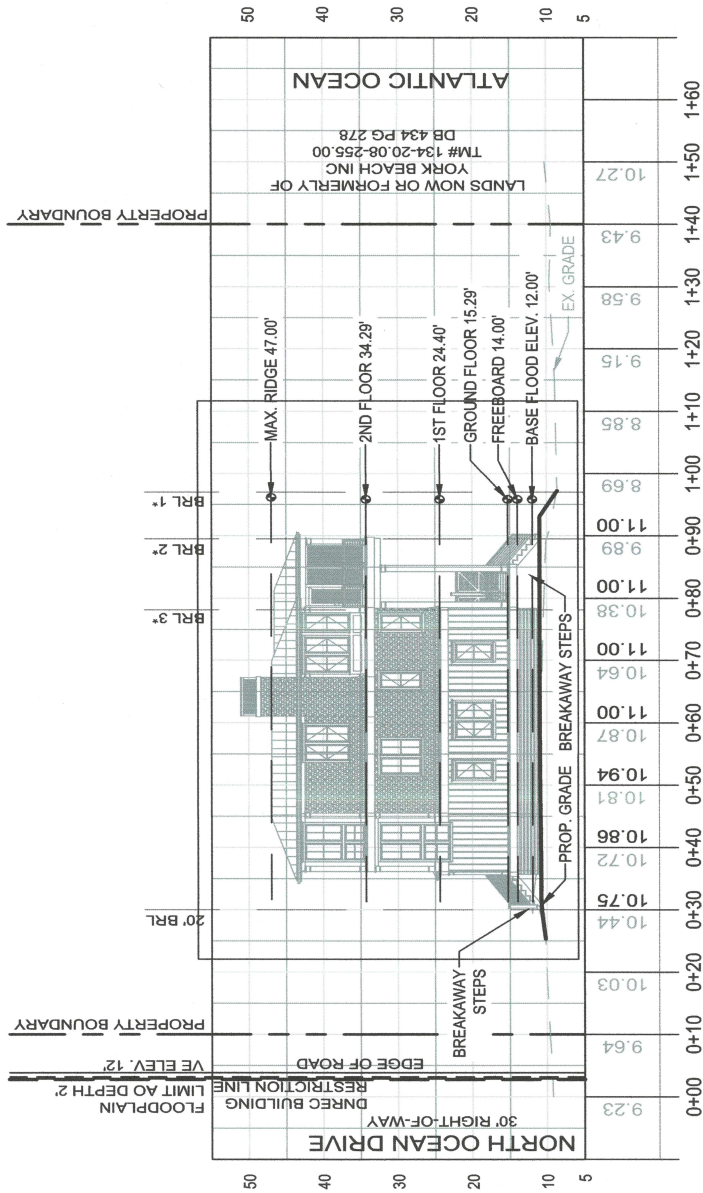 50
40
30
20
10
5
NORTH OCEAN DRIVE
30' RIGHT-OF-WAY
DNREC BUILDING
RESTRICTION LINE
FLOODPLAIN
LIMIT AO DEPTH 2'
VE ELEV. 12'
EDGE OF ROAD
PROPERTY BOUNDARY
20' BRL
BRL 3*
BRL 2*
BRL 1*
PROPERTY BOUNDARY
LANDS NOW OR FORMERLY OF
YORK BEACH INC
TM# 134-20.08-255.00
DB 434 PG 278
ATLANTIC OCEAN
MAX. RIDGE 47.00'
2ND FLOOR 34.29'
1ST FLOOR 24.40'
GROUND FLOOR 15.29'
FREEBOARD 14.00'
BASE FLOOD ELEV. 12.00'
EX. GRADE
BREAKAWAY
STEPS
PROP. GRADE
BREAKAWAY STEPS
50
40
30
20
10
5
9.23
9.64
10.03
10.44
10.75
10.72
10.86
10.81
10.94
10.87
11.00
10.64
11.00
10.38
11.00
9.89
11.00
8.69
8.85
9.15
9.58
9.43
10.27
0+00
0+10
0+20
0+30
0+40
0+50
0+60
0+70
0+80
0+90
1+00
1+10
1+20
1+30
1+40
1+50
1+60